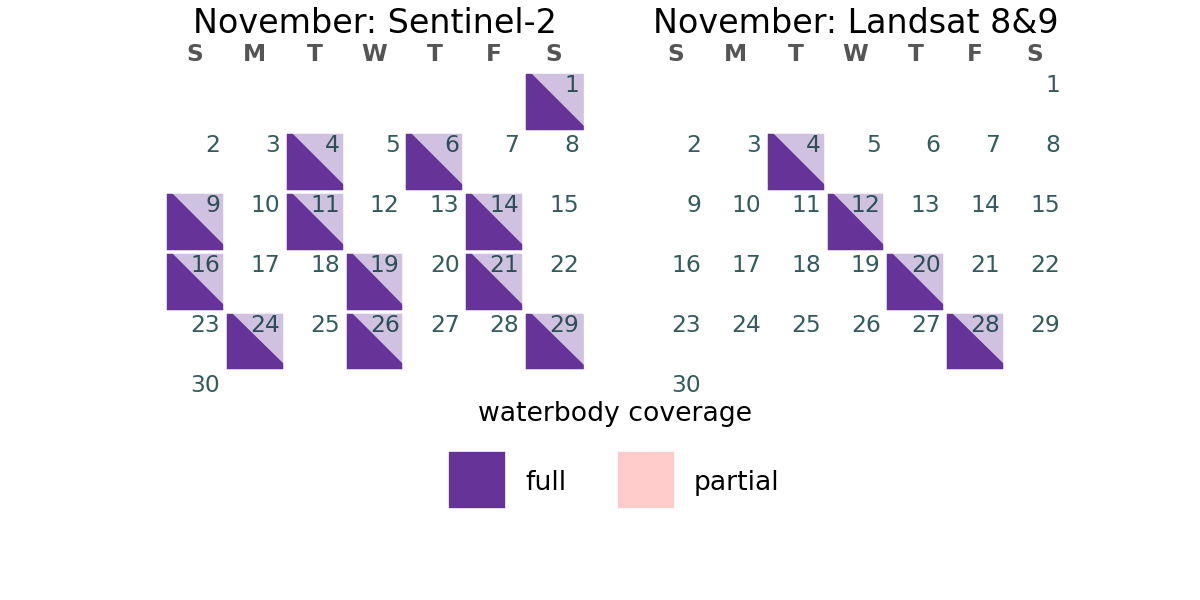 November: Sentinel-2
S M T W T F S
1
2 3 4 5 6 7 8
9 10 11 12 13 14 15
16 17 18 19 20 21 22
23 24 25 26 27 28 29
30
November: Landsat 8&9
S M T W T F S
1
2 3 4 5 6 7 8
9 10 11 12 13 14 15
16 17 18 19 20 21 22
23 24 25 26 27 28 29
30
waterbody coverage
full partial